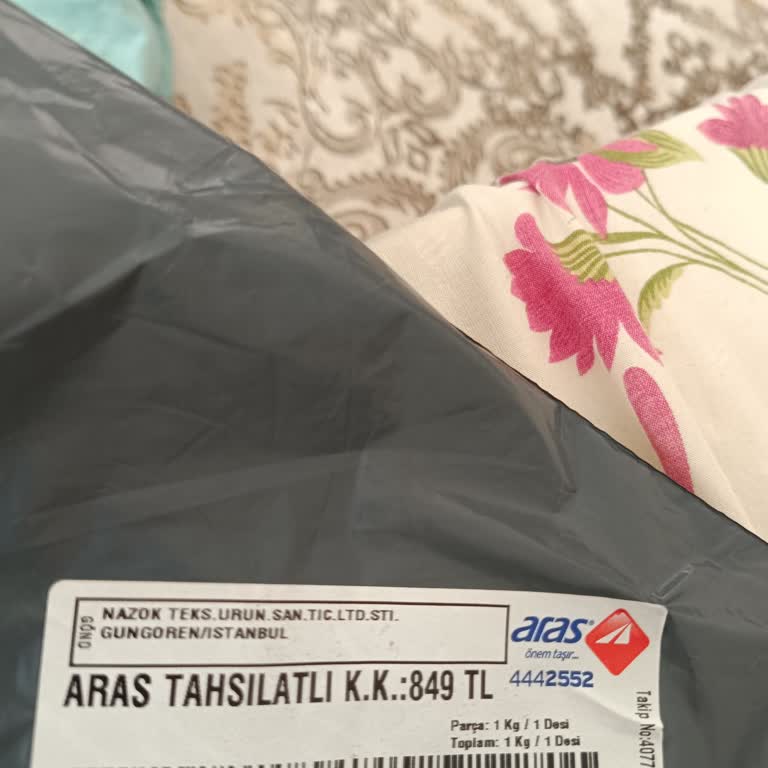 GÖND
NAZOK TEKS.URUN.SAN.TIC.LTD.STI.
GUNGOREN/ISTANBUL
aras®
önem taşır...
4442552
ARAS TAHSILATLI K.K.:849 TL
Parça: 1 Kg / 1 Desi
Toplam: 1 Kg / 1 Desi
Takip No:4077